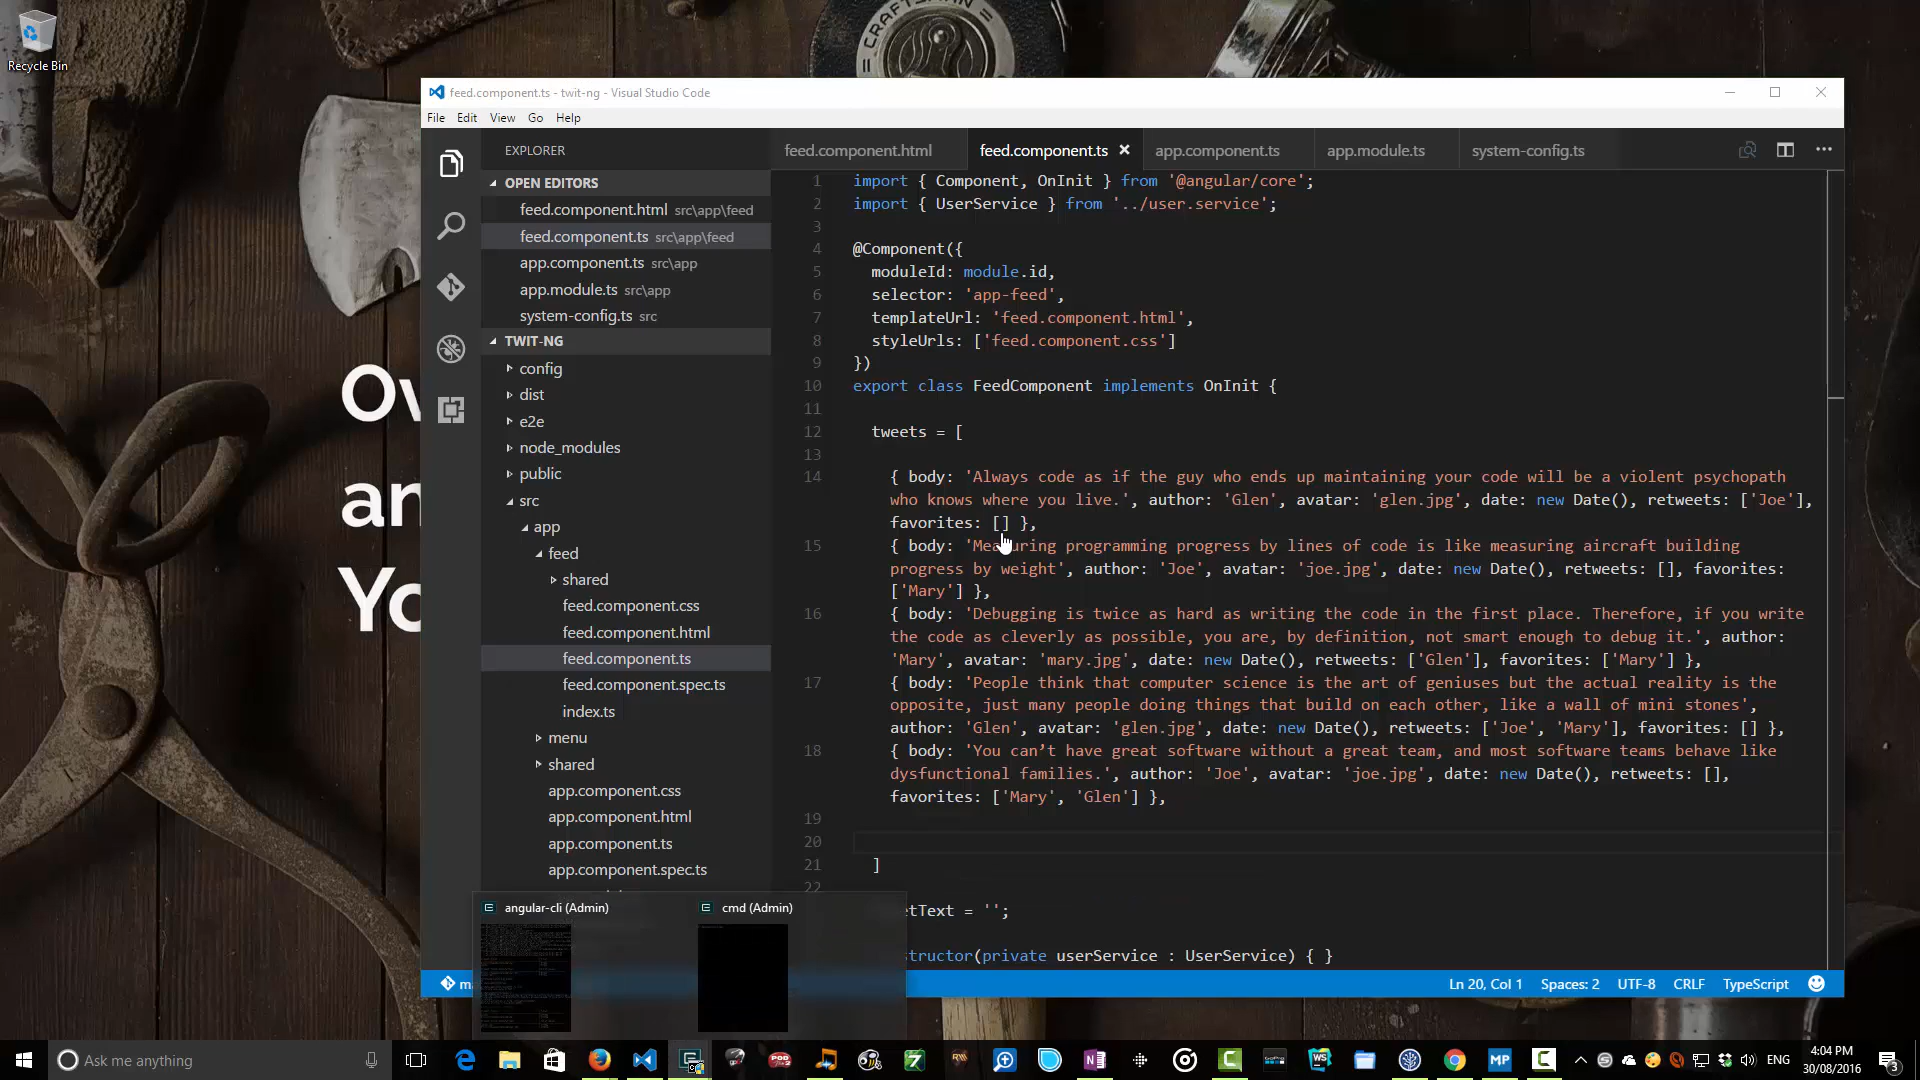 Recycle Bin
Ov
an
Yo
feed.component.ts - twit-ng - Visual Studio Code
File Edit View Go Help
EXPLORER
OPEN EDITORS
feed.component.html src\app\feed
feed.component.ts src\app\feed
app.component.ts src\app
app.module.ts src\app
system-config.ts src
TWIT-NG
config
dist
e2e
node_modules
public
src
app
feed
shared
feed.component.css
feed.component.html
feed.component.ts
feed.component.spec.ts
index.ts
menu
shared
app.component.css
app.component.html
app.component.ts
app.component.spec.ts
feed.component.html feed.component.ts app.component.ts app.module.ts system-config.ts
1 import { Component, OnInit } from '@angular/core';
2 import { UserService } from '../user.service';
3
4 @Component({
5 moduleId: module.id,
6 selector: 'app-feed',
7 templateUrl: 'feed.component.html',
8 styleUrls: ['feed.component.css']
9 })
10 export class FeedComponent implements OnInit {
11
12 tweets = [
13
14 { body: 'Always code as if the guy who ends up maintaining your code will be a violent psychopath
who knows where you live.', author: 'Glen', avatar: 'glen.jpg', date: new Date(), retweets: ['Joe'],
favorites: [] },
15 { body: 'Measuring programming progress by lines of code is like measuring aircraft building
progress by weight', author: 'Joe', avatar: 'joe.jpg', date: new Date(), retweets: [], favorites:
['Mary'] },
16 { body: 'Debugging is twice as hard as writing the code in the first place. Therefore, if you write
the code as cleverly as possible, you are, by definition, not smart enough to debug it.', author:
'Mary', avatar: 'mary.jpg', date: new Date(), retweets: ['Glen'], favorites: ['Mary'] },
17 { body: 'People think that computer science is the art of geniuses but the actual reality is the
opposite, just many people doing things that build on each other, like a wall of mini stones',
author: 'Glen', avatar: 'glen.jpg', date: new Date(), retweets: ['Joe', 'Mary'], favorites: [] },
18 { body: 'You can’t have great software without a great team, and most software teams behave like
dysfunctional families.', author: 'Joe', avatar: 'joe.jpg', date: new Date(), retweets: [],
favorites: ['Mary', 'Glen'] },
19
20
21 ]
22
etText = '';
structor(private userService : UserService) { }
angular-cli (Admin) cmd (Admin)
Ln 20, Col 1 Spaces: 2 UTF-8 CRLF TypeScript
Ask me anything
ENG
4:04 PM
30/08/2016
3